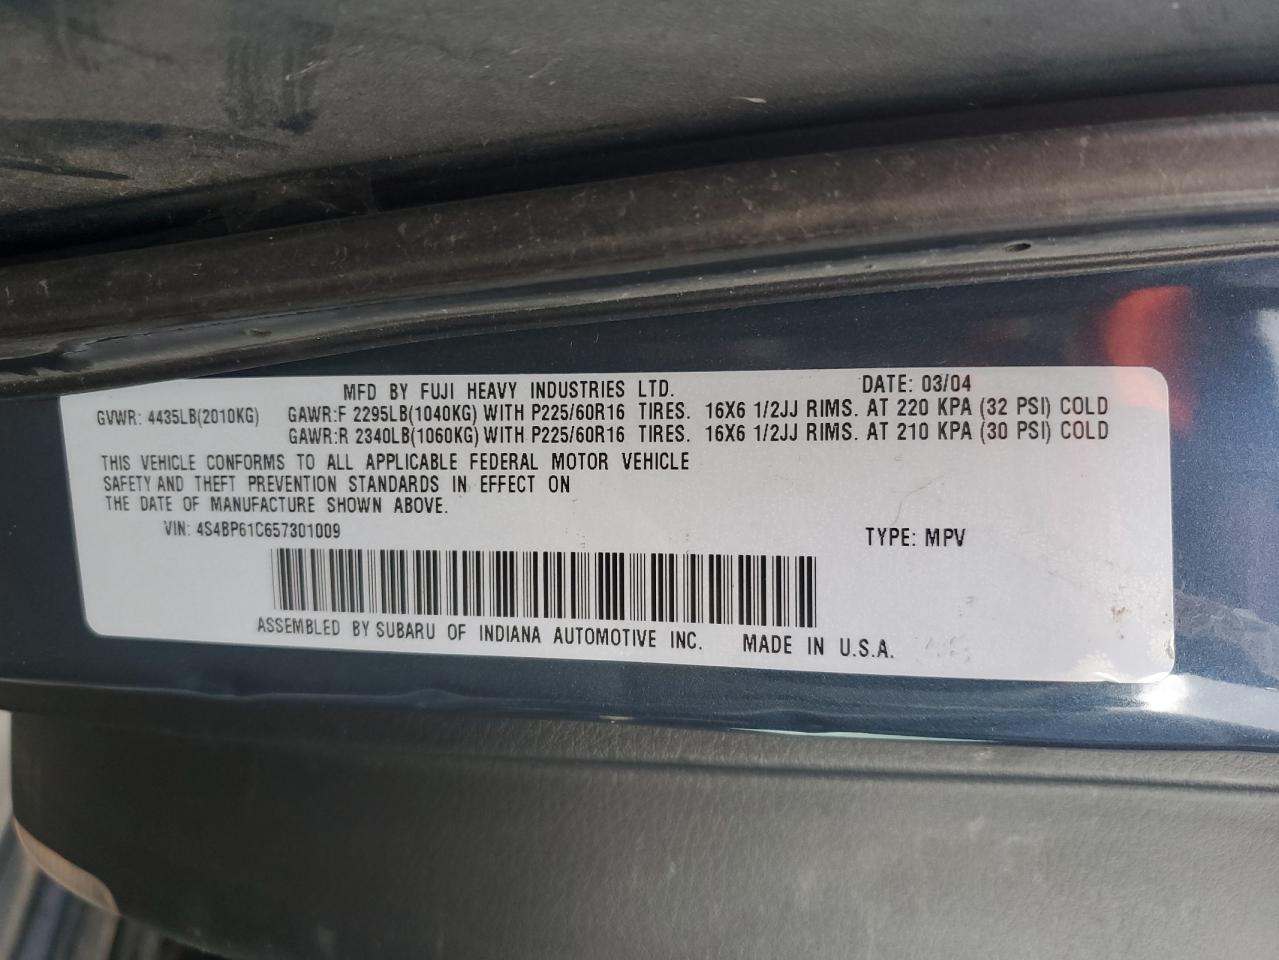 MFD BY FUJI HEAVY INDUSTRIES LTD. DATE: 03/04
GVWR: 4435LB(2010KG) GAWR:F 2295LB(1040KG) WITH P225/60R16 TIRES. 16X6 1/2JJ RIMS. AT 220 KPA (32 PSI) COLD
GAWR:R 2340LB(1060KG) WITH P225/60R16 TIRES. 16X6 1/2JJ RIMS. AT 210 KPA (30 PSI) COLD
THIS VEHICLE CONFORMS TO ALL APPLICABLE FEDERAL MOTOR VEHICLE
SAFETY AND THEFT PREVENTION STANDARDS IN EFFECT ON
THE DATE OF MANUFACTURE SHOWN ABOVE.
VIN: 4S4BP61C657301009 TYPE: MPV
ASSEMBLED BY SUBARU OF INDIANA AUTOMOTIVE INC. MADE IN U.S.A.